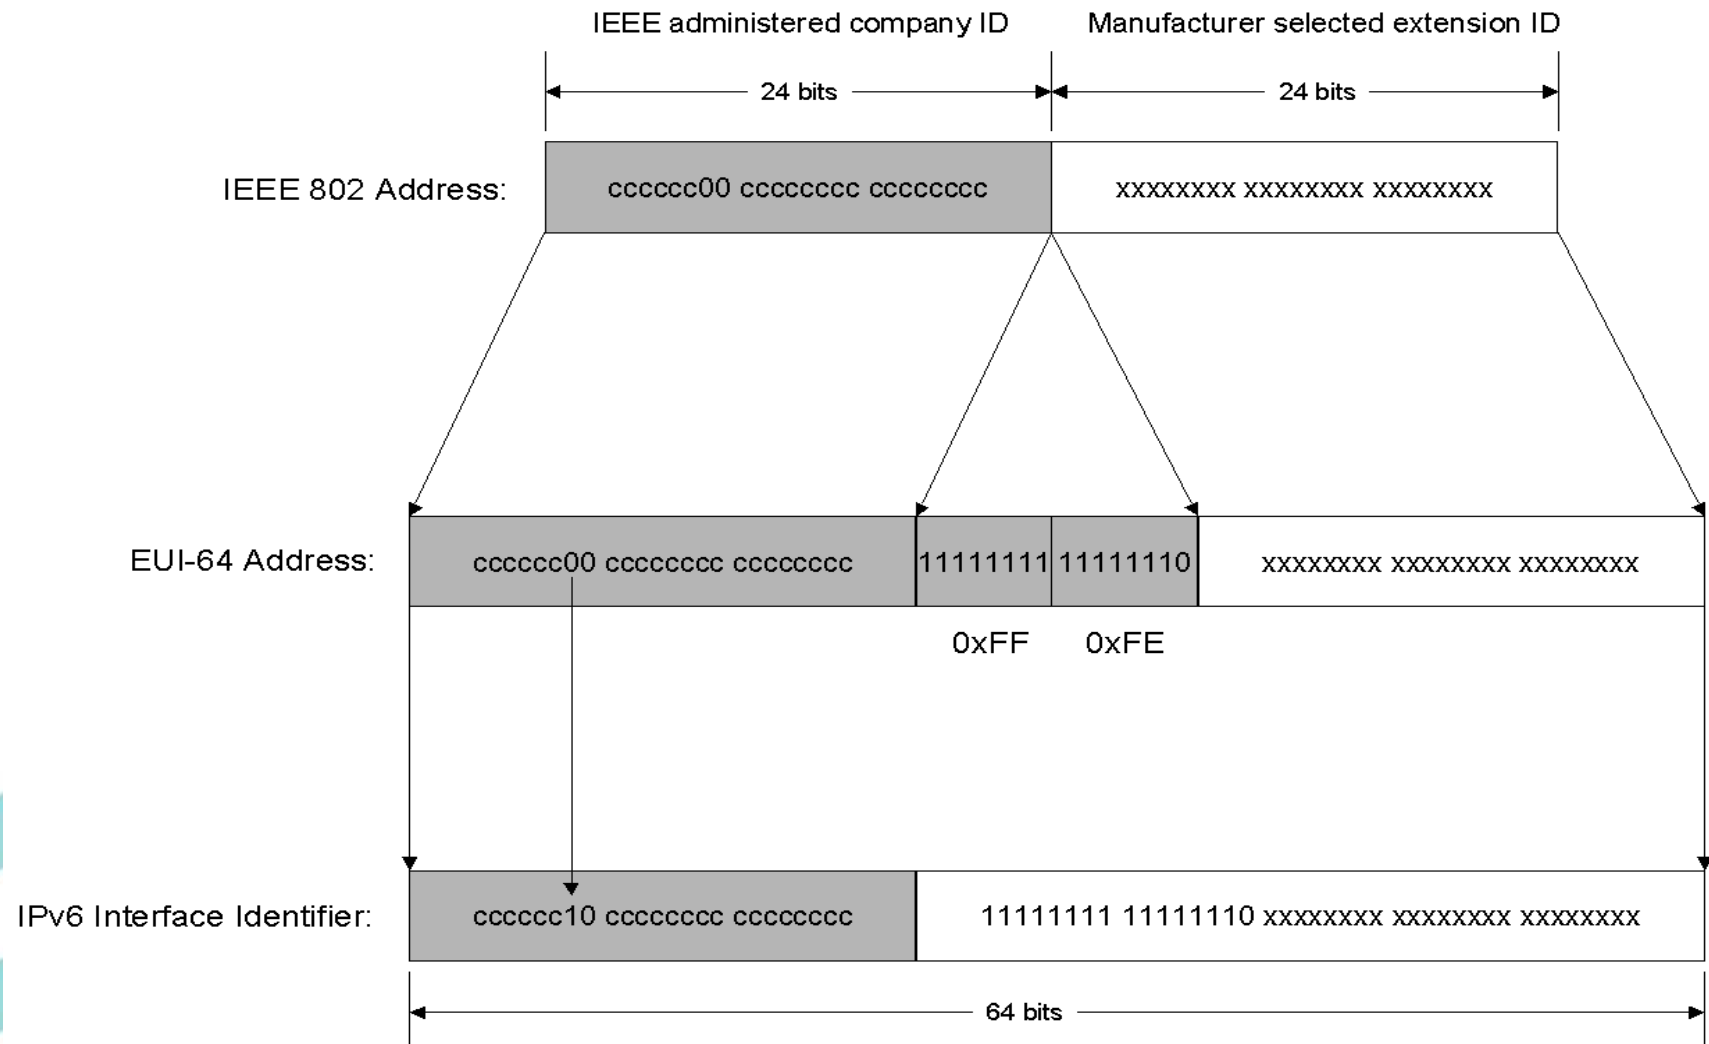 IEEE administered company ID Manufacturer selected extension ID
24 bits 24 bits
IEEE 802 Address: cccccc00 cccccccc cccccccc xxxxxxxx xxxxxxxx xxxxxxxx
EUI-64 Address: cccccc00 cccccccc cccccccc 11111111 11111110 xxxxxxxx xxxxxxxx xxxxxxxx
0xFF 0xFE
IPv6 Interface Identifier: cccccc10 cccccccc cccccccc 11111111 11111110 xxxxxxxx xxxxxxxx xxxxxxxx
64 bits